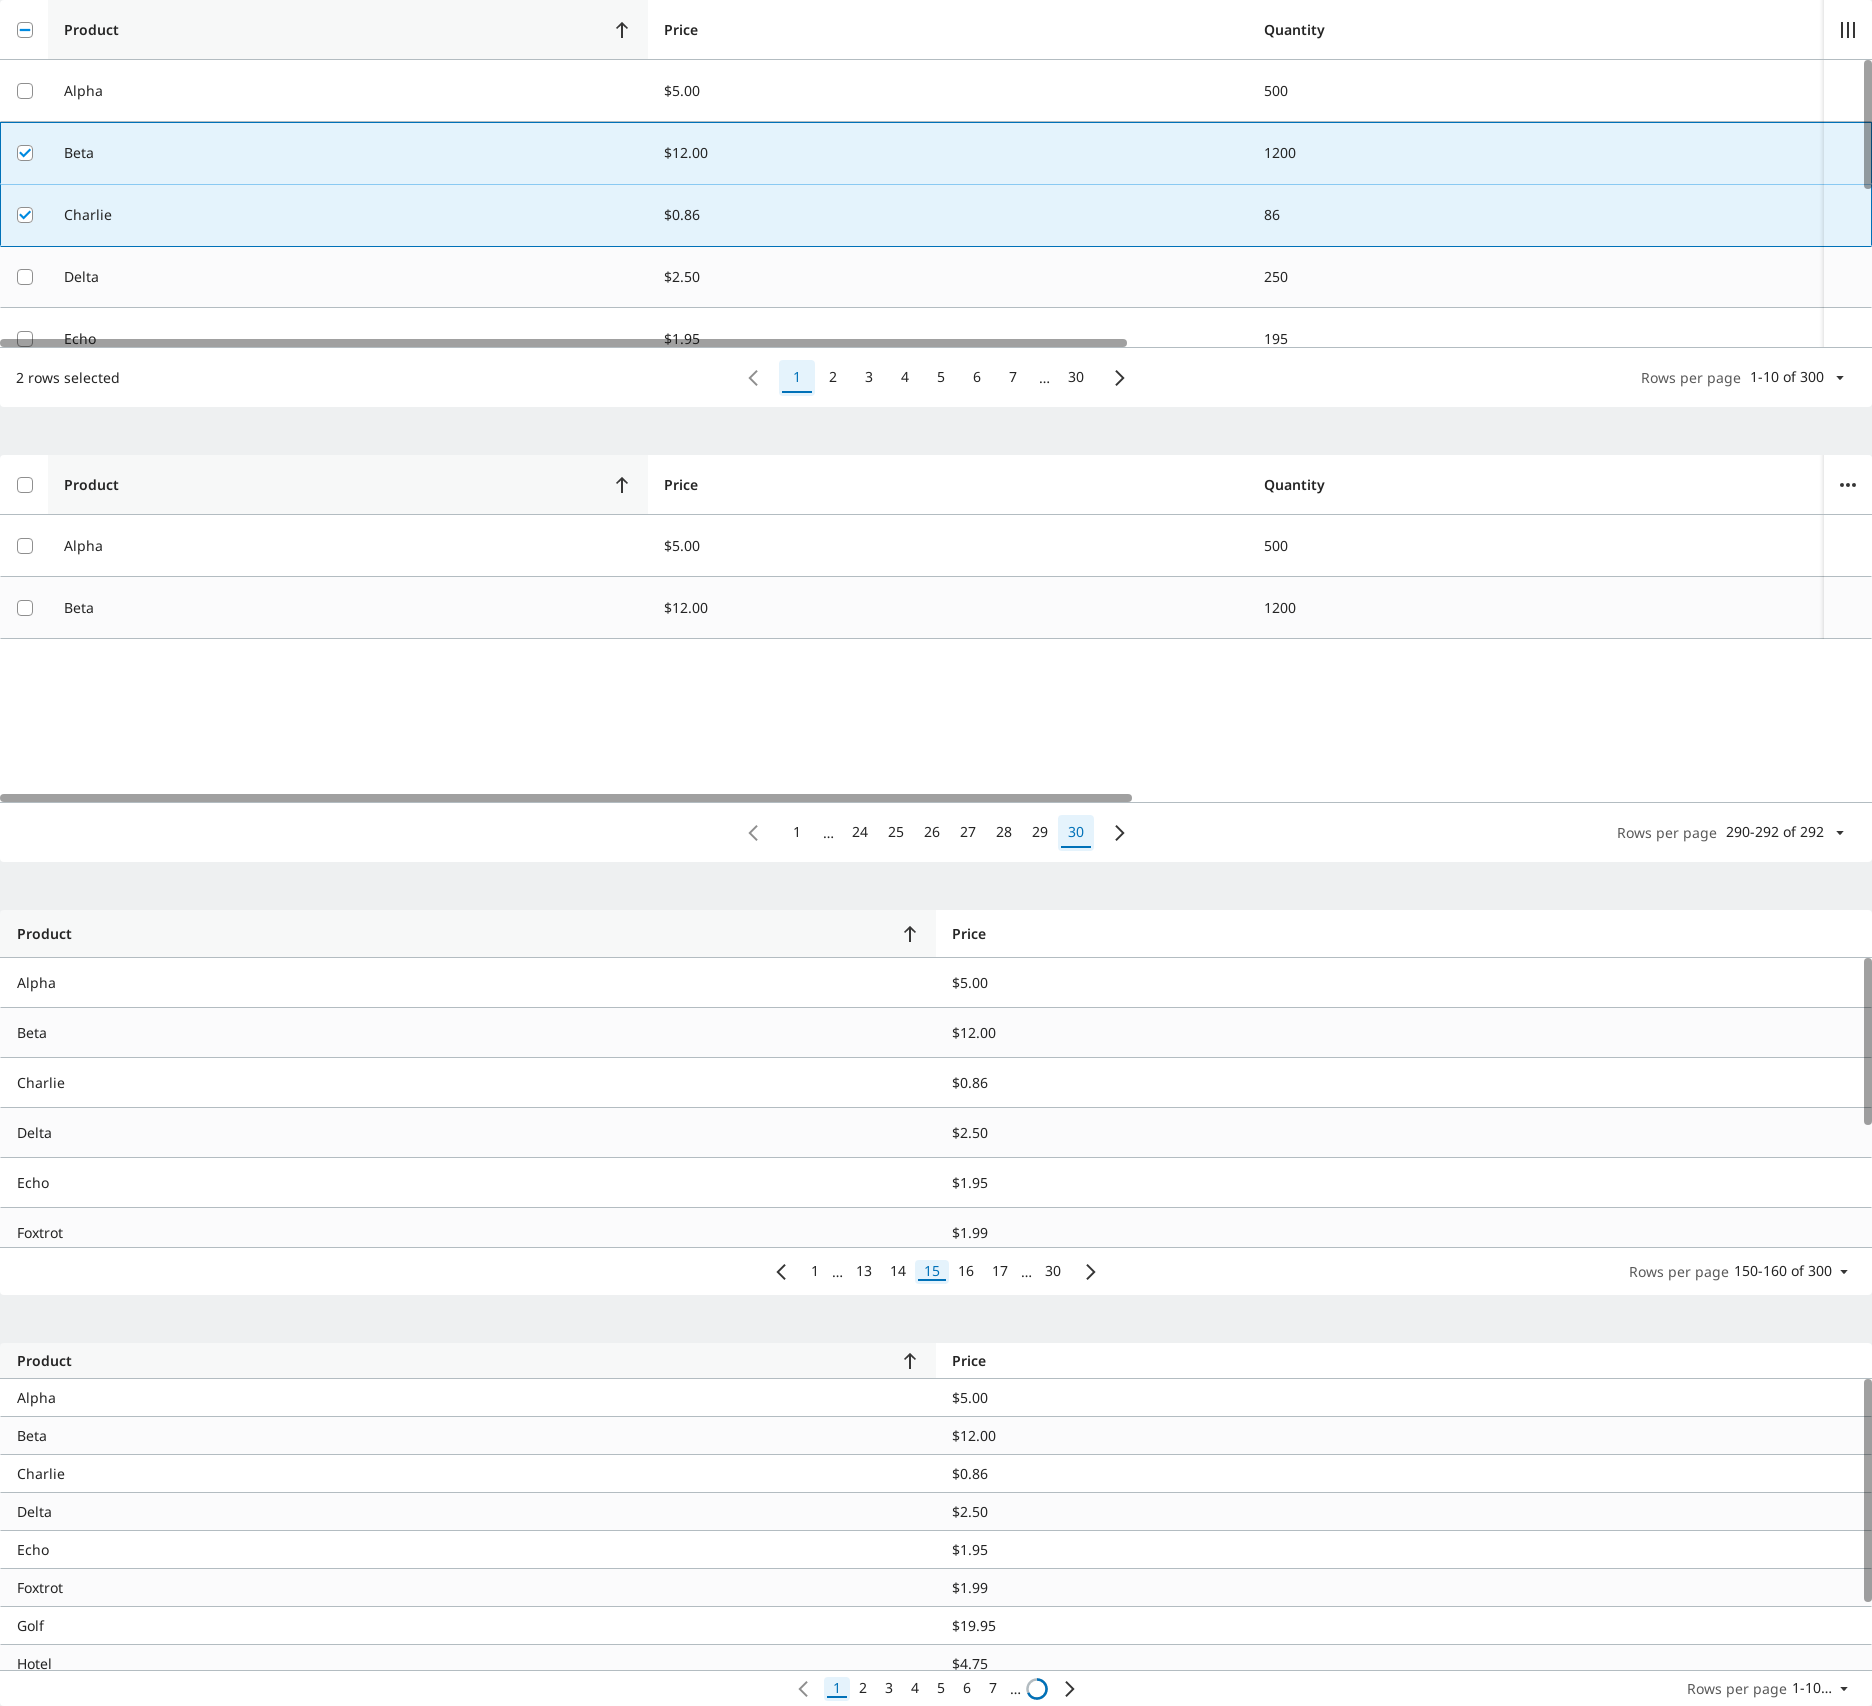 Product Price Quantity
Alpha $5.00 500
Beta $12.00 1200
Charlie $0.86 86
Delta $2.50 250
Echo $1.95 195
2 rows selected 1 2 3 4 5 6 7 ... 30 Rows per page 1-10 of 300
Product Price Quantity
Alpha $5.00 500
Beta $12.00 1200
1 ... 24 25 26 27 28 29 30 Rows per page 290-292 of 292
Product Price
Alpha $5.00
Beta $12.00
Charlie $0.86
Delta $2.50
Echo $1.95
Foxtrot $1.99
1 ... 13 14 15 16 17 ... 30 Rows per page 150-160 of 300
Product Price
Alpha $5.00
Beta $12.00
Charlie $0.86
Delta $2.50
Echo $1.95
Foxtrot $1.99
Golf $19.95
Hotel $4.75
1 2 3 4 5 6 7 ... Rows per page 1-10...